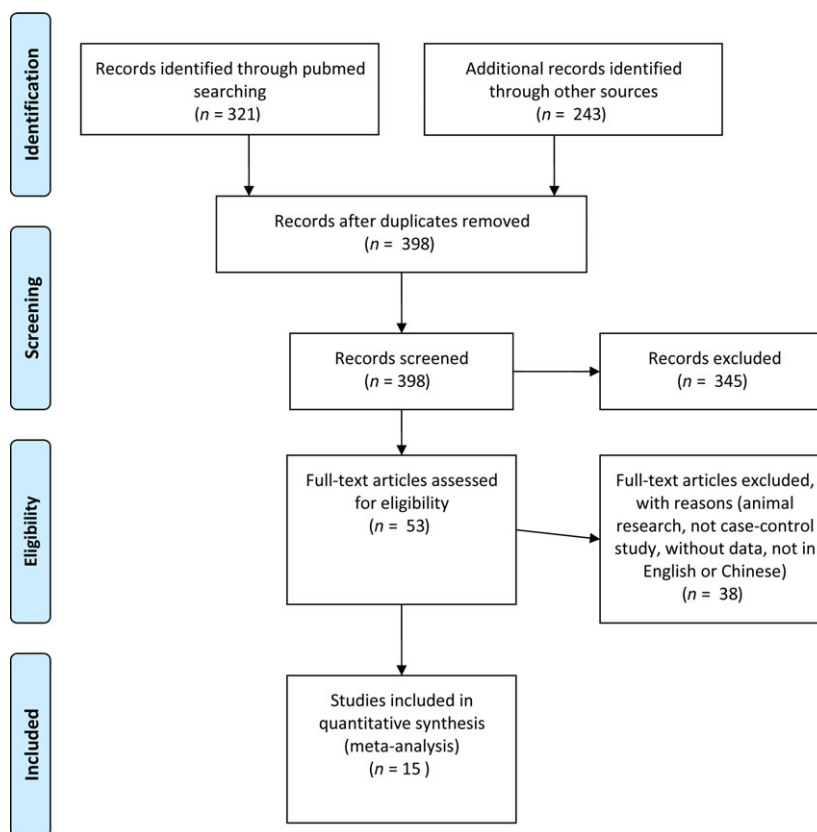 Identification
Records identified through pubmed
searching
(n = 321)
Additional records identified
through other sources
(n = 243)
Records after duplicates removed
(n = 398)
Screening
Records screened
(n = 398)
Records excluded
(n = 345)
Eligibility
Full-text articles assessed
for eligibility
(n = 53)
Full-text articles excluded,
with reasons (animal
research, not case-control
study, without data, not in
English or Chinese)
(n = 38)
Included
Studies included in
quantitative synthesis
(meta-analysis)
(n = 15 )